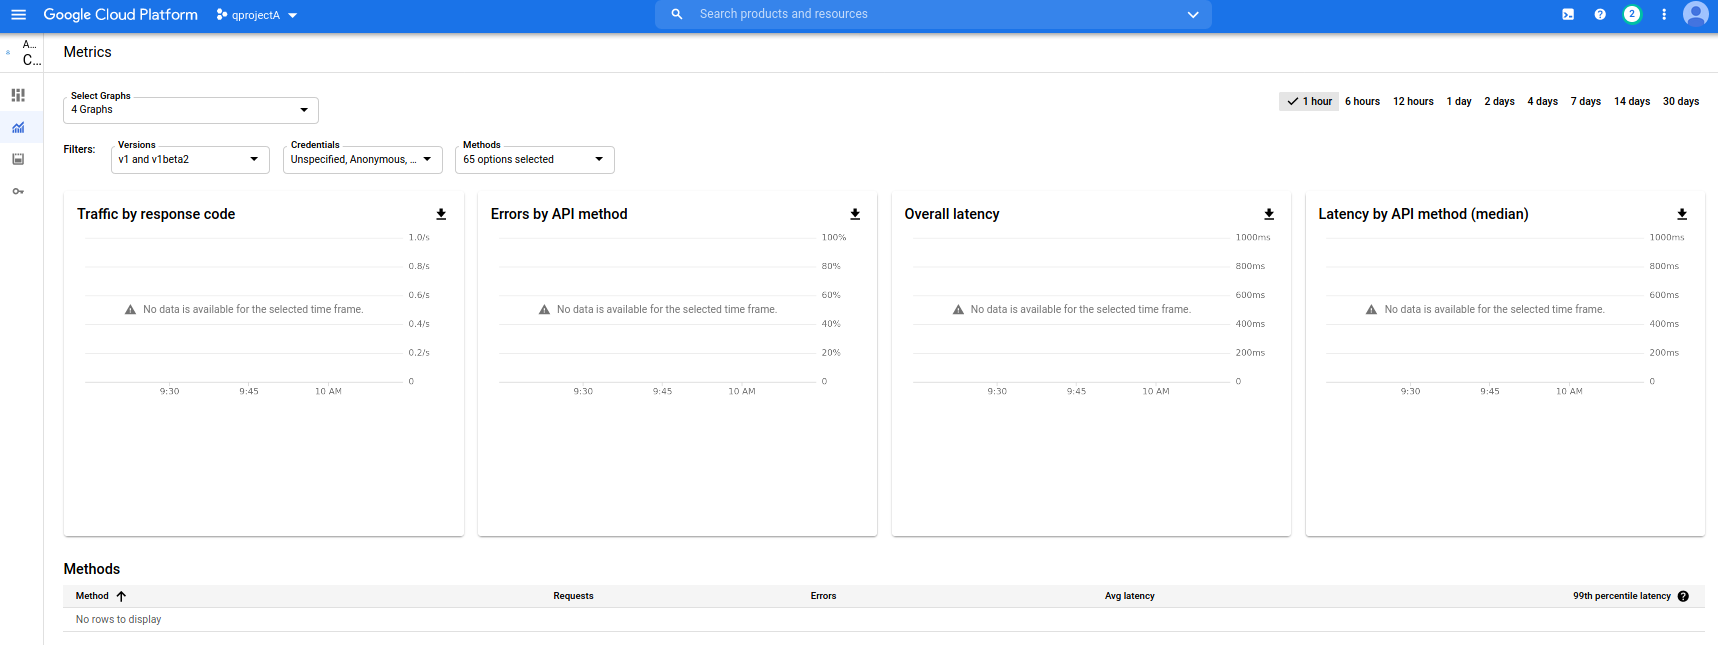 Google Cloud Platform
qprojectA
Search products and resources
2
A...
C...
Metrics
Select Graphs
4 Graphs
1 hour 6 hours 12 hours 1 day 2 days 4 days 7 days 14 days 30 days
Filters:
Versions
v1 and v1beta2
Credentials
Unspecified, Anonymous, ...
Methods
65 options selected
Traffic by response code
1.0/s
0.8/s
0.6/s
No data is available for the selected time frame.
0.4/s
0.2/s
0
9:30 9:45 10 AM
Errors by API method
100%
80%
60%
No data is available for the selected time frame.
40%
20%
0
9:30 9:45 10 AM
Overall latency
1000ms
800ms
600ms
No data is available for the selected time frame.
400ms
200ms
0
9:30 9:45 10 AM
Latency by API method (median)
1000ms
800ms
600ms
No data is available for the selected time frame.
400ms
200ms
0
9:30 9:45 10 AM
Methods
Method Requests Errors Avg latency 99th percentile latency
No rows to display